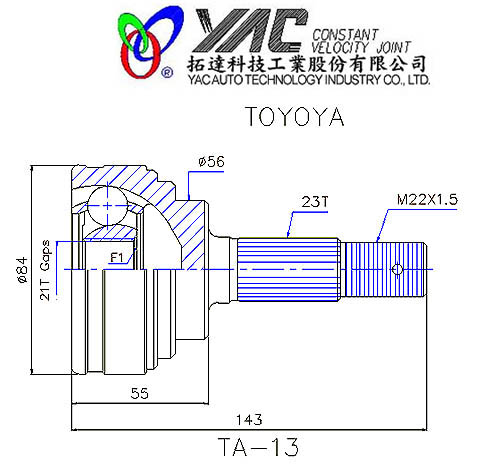 YAC CONSTANT
VELOCITY JOINT
®
拓達科技工業股份有限公司
YAC AUTO TECHNOLOGY INDUSTRY CO., LTD.
TOYOYA
ø56
23T
M22X1.5
ø84
21T Gaps
F1
55
143
TA-13